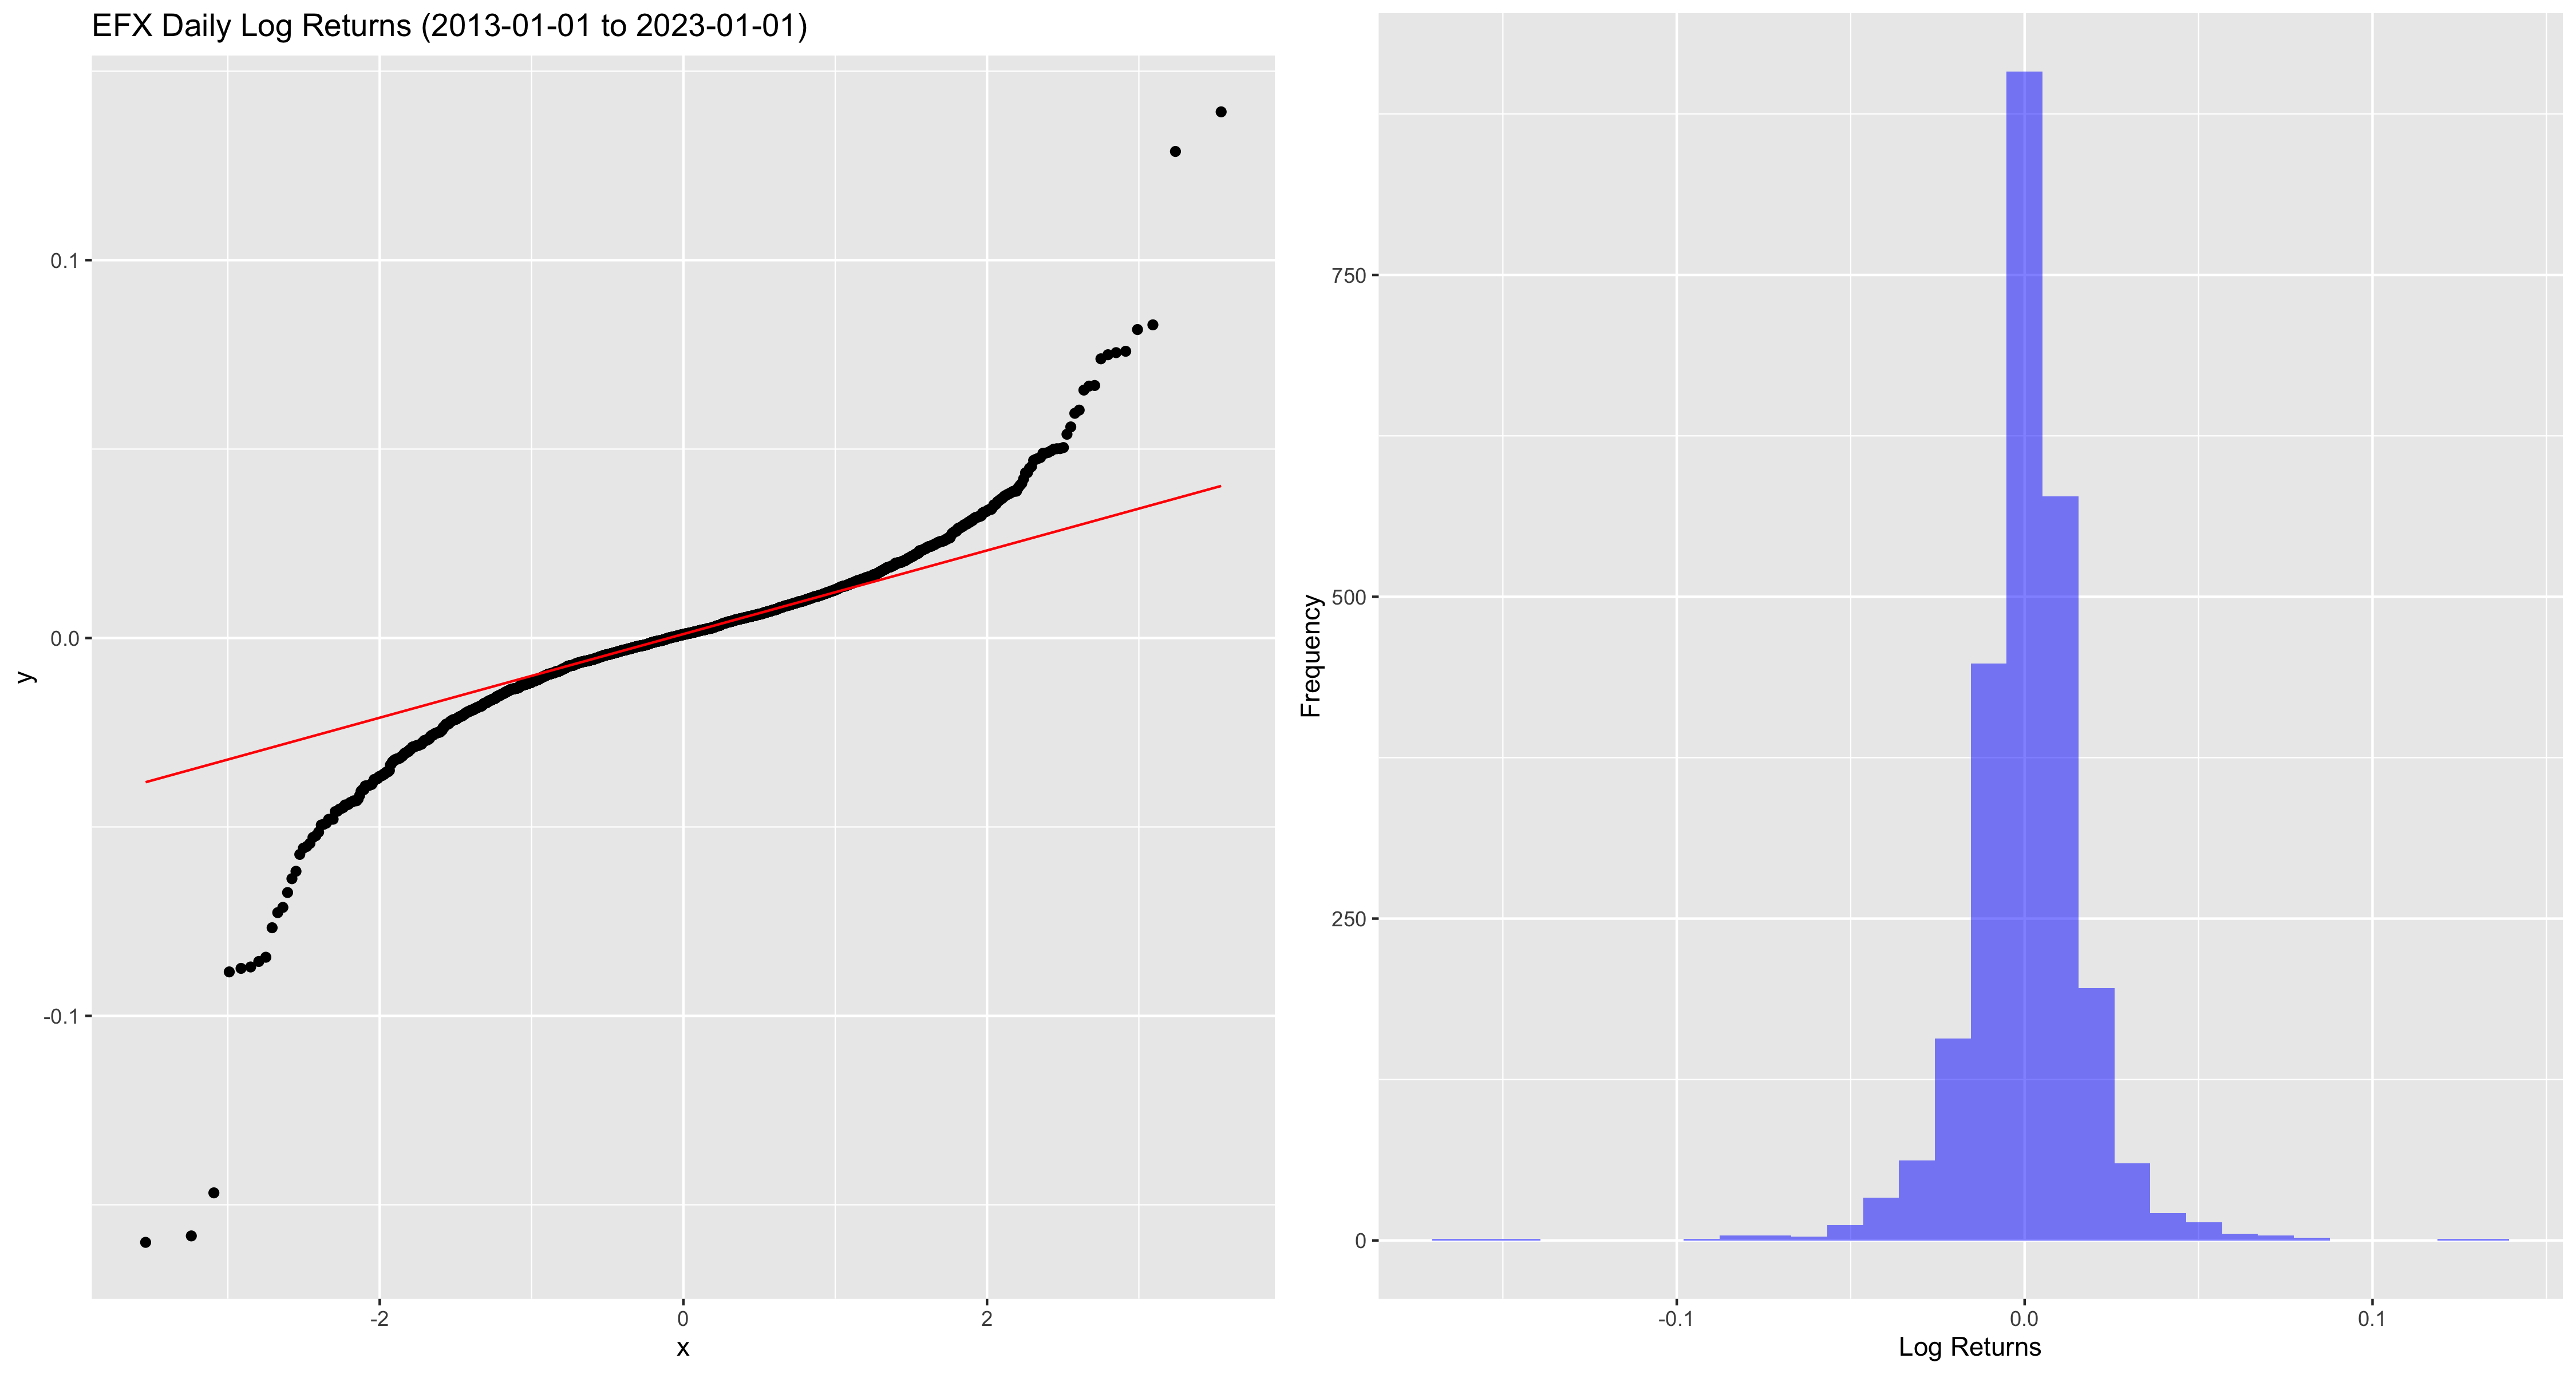 EFX Daily Log Returns (2013-01-01 to 2023-01-01)
0.1
0.0
-0.1
y
-2
0
2
x
750
500
250
0
Frequency
-0.1
0.0
0.1
Log Returns